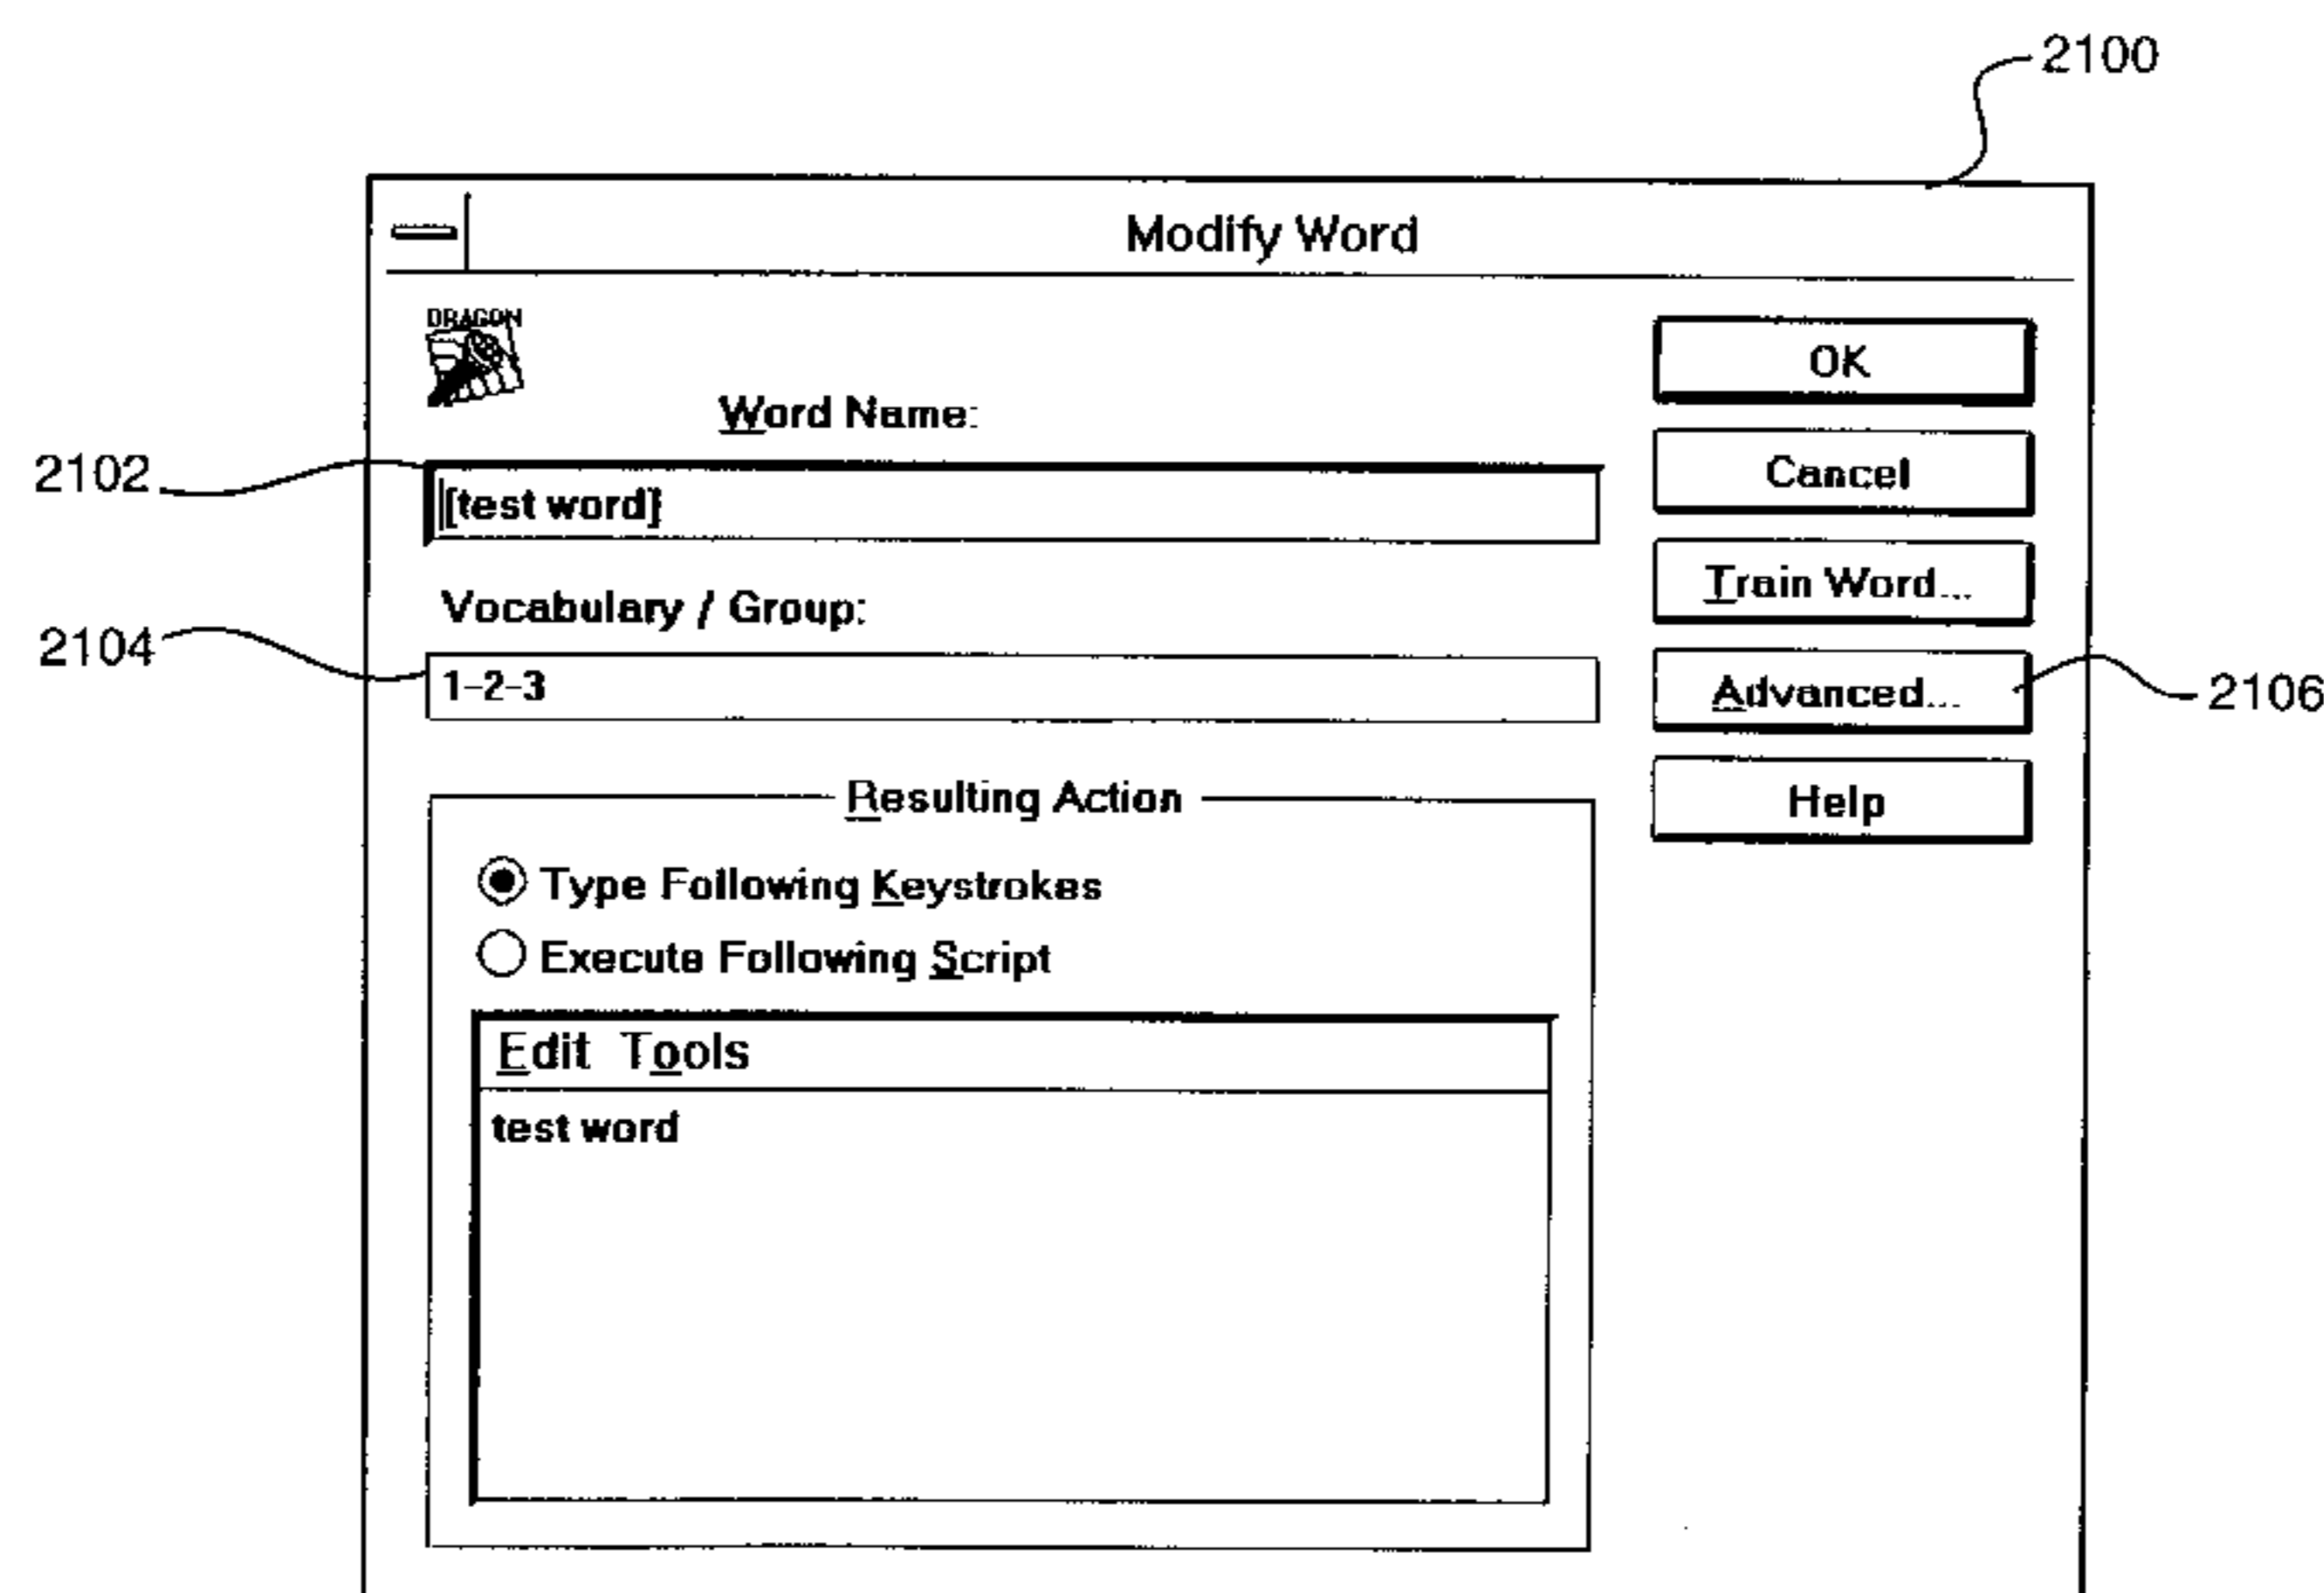 2100
Modify Word
DRAGON
OK
Word Name:
Cancel
2102
[test word]
Train Word...
Vocabulary / Group:
2104
1-2-3
Advanced...
2106
Resulting Action
Help
Type Following Keystrokes
Execute Following Script
Edit Tools
test word